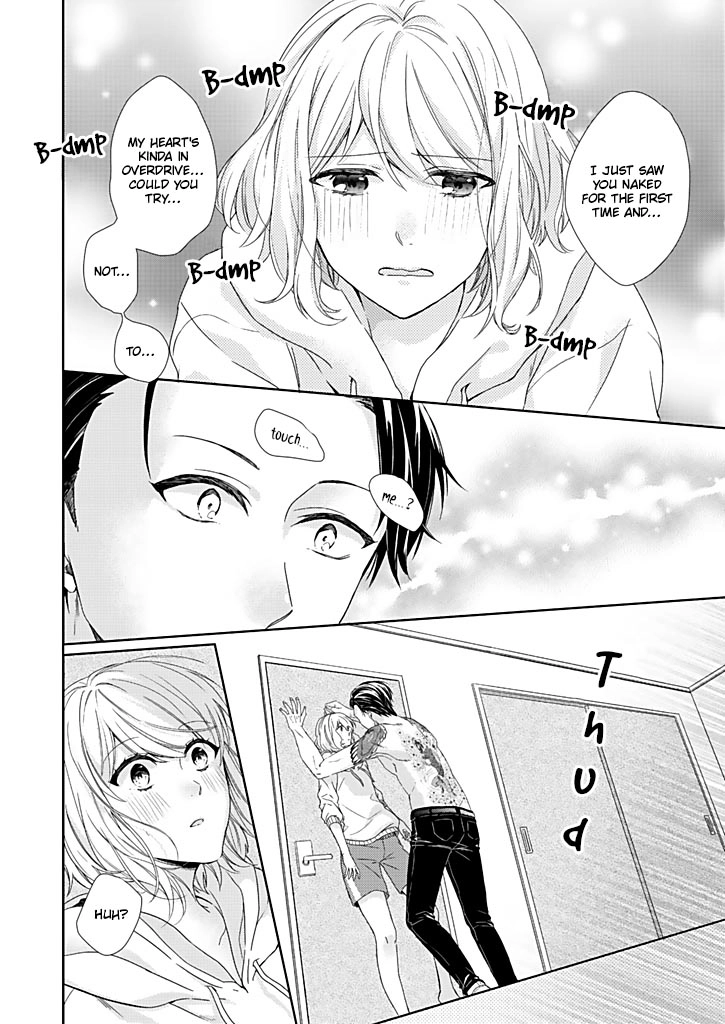 I JUST SAW
YOU NAKED
FOR THE FIRST
TIME AND...
B-dmp
B-dmp
B-dmp
B-dmp
B-dmp
MY HEART'S
KINDA IN
OVERDRIVE...
COULD YOU
TRY...
NOT...
TO...
touch...
me...?
Thud
HUH?